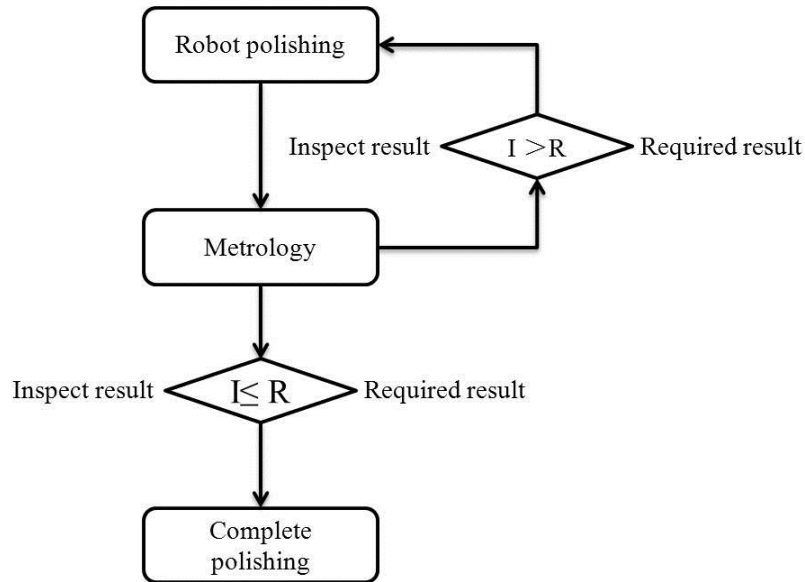 Robot polishing
Inspect result
I >R
Required result
Metrology
Inspect result
I≤ R
Required result
Complete
polishing